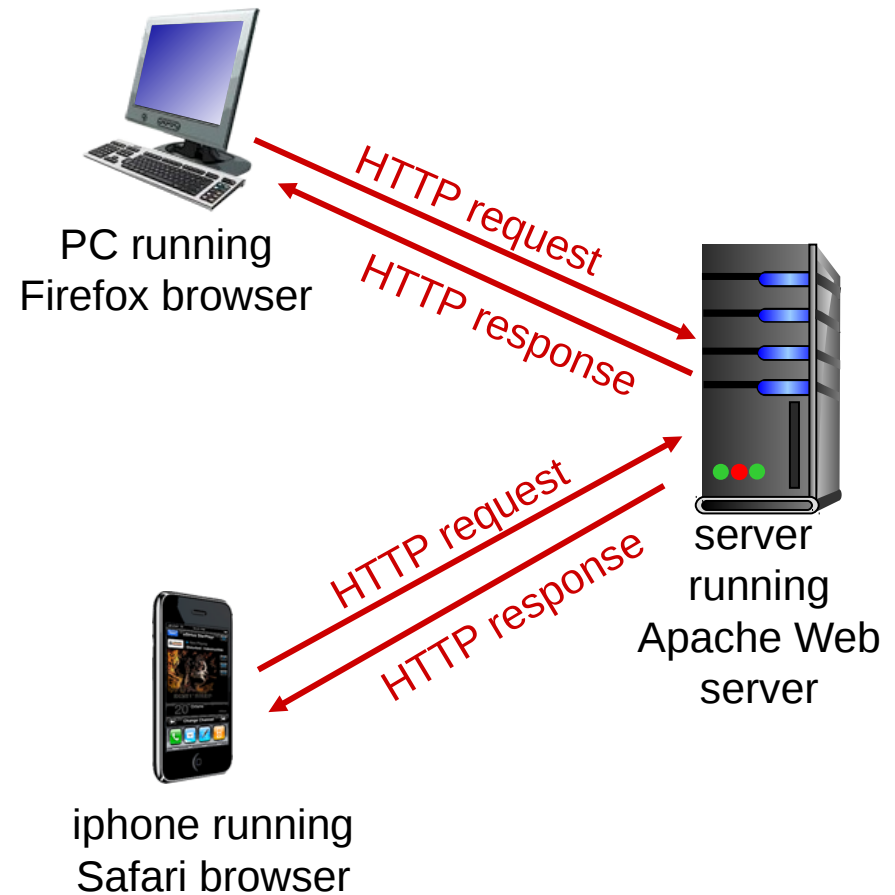 HTTP request
PC running
Firefox browser
HTTP response
HTTP request
server
running
Apache Web
server
HTTP response
iphone running
Safari browser